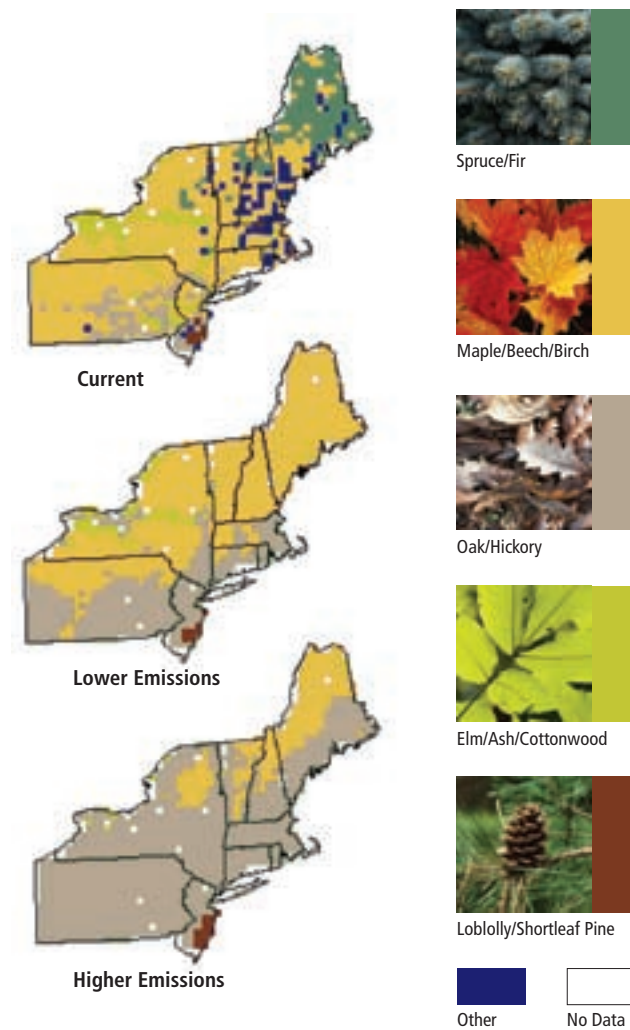 Spruce/Fir
Maple/Beech/Birch
Current
Oak/Hickory
Lower Emissions
Elm/Ash/Cottonwood
Loblolly/Shortleaf Pine
Higher Emissions
Other
No Data